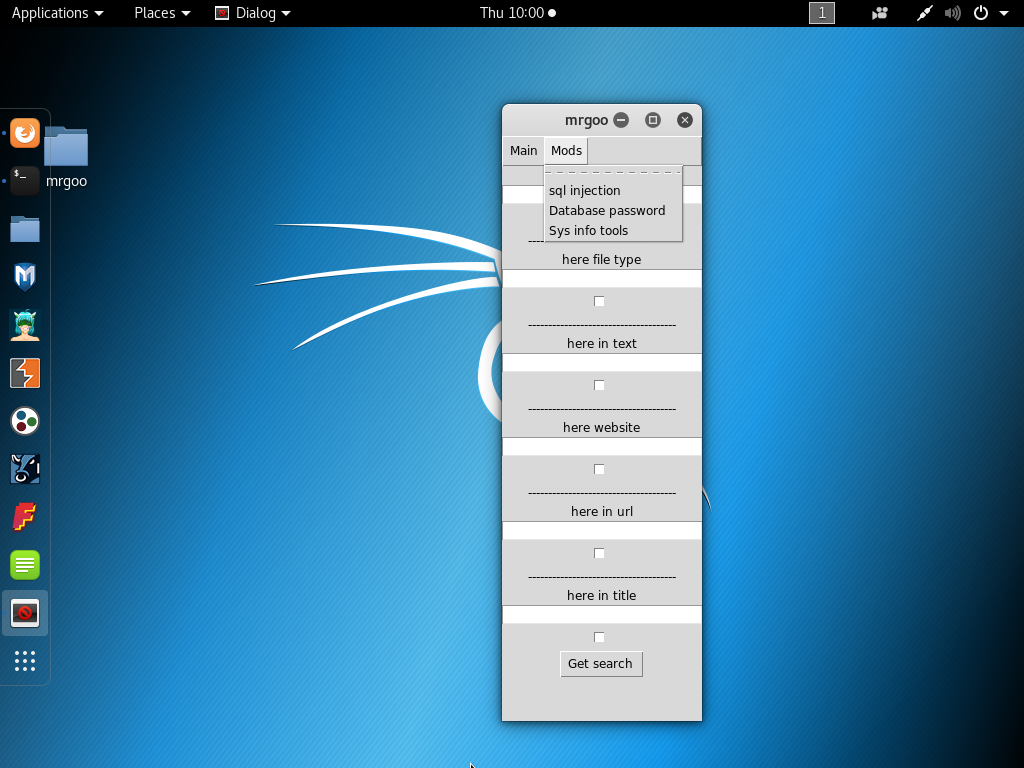 Applications Places Dialog Thu 10:00 1
mrgoo
mrgoo
Main Mods
sql injection
Database password
Sys info tools
here file type
-------------------------------------
here in text
-------------------------------------
here website
-------------------------------------
here in url
-------------------------------------
here in title
Get search